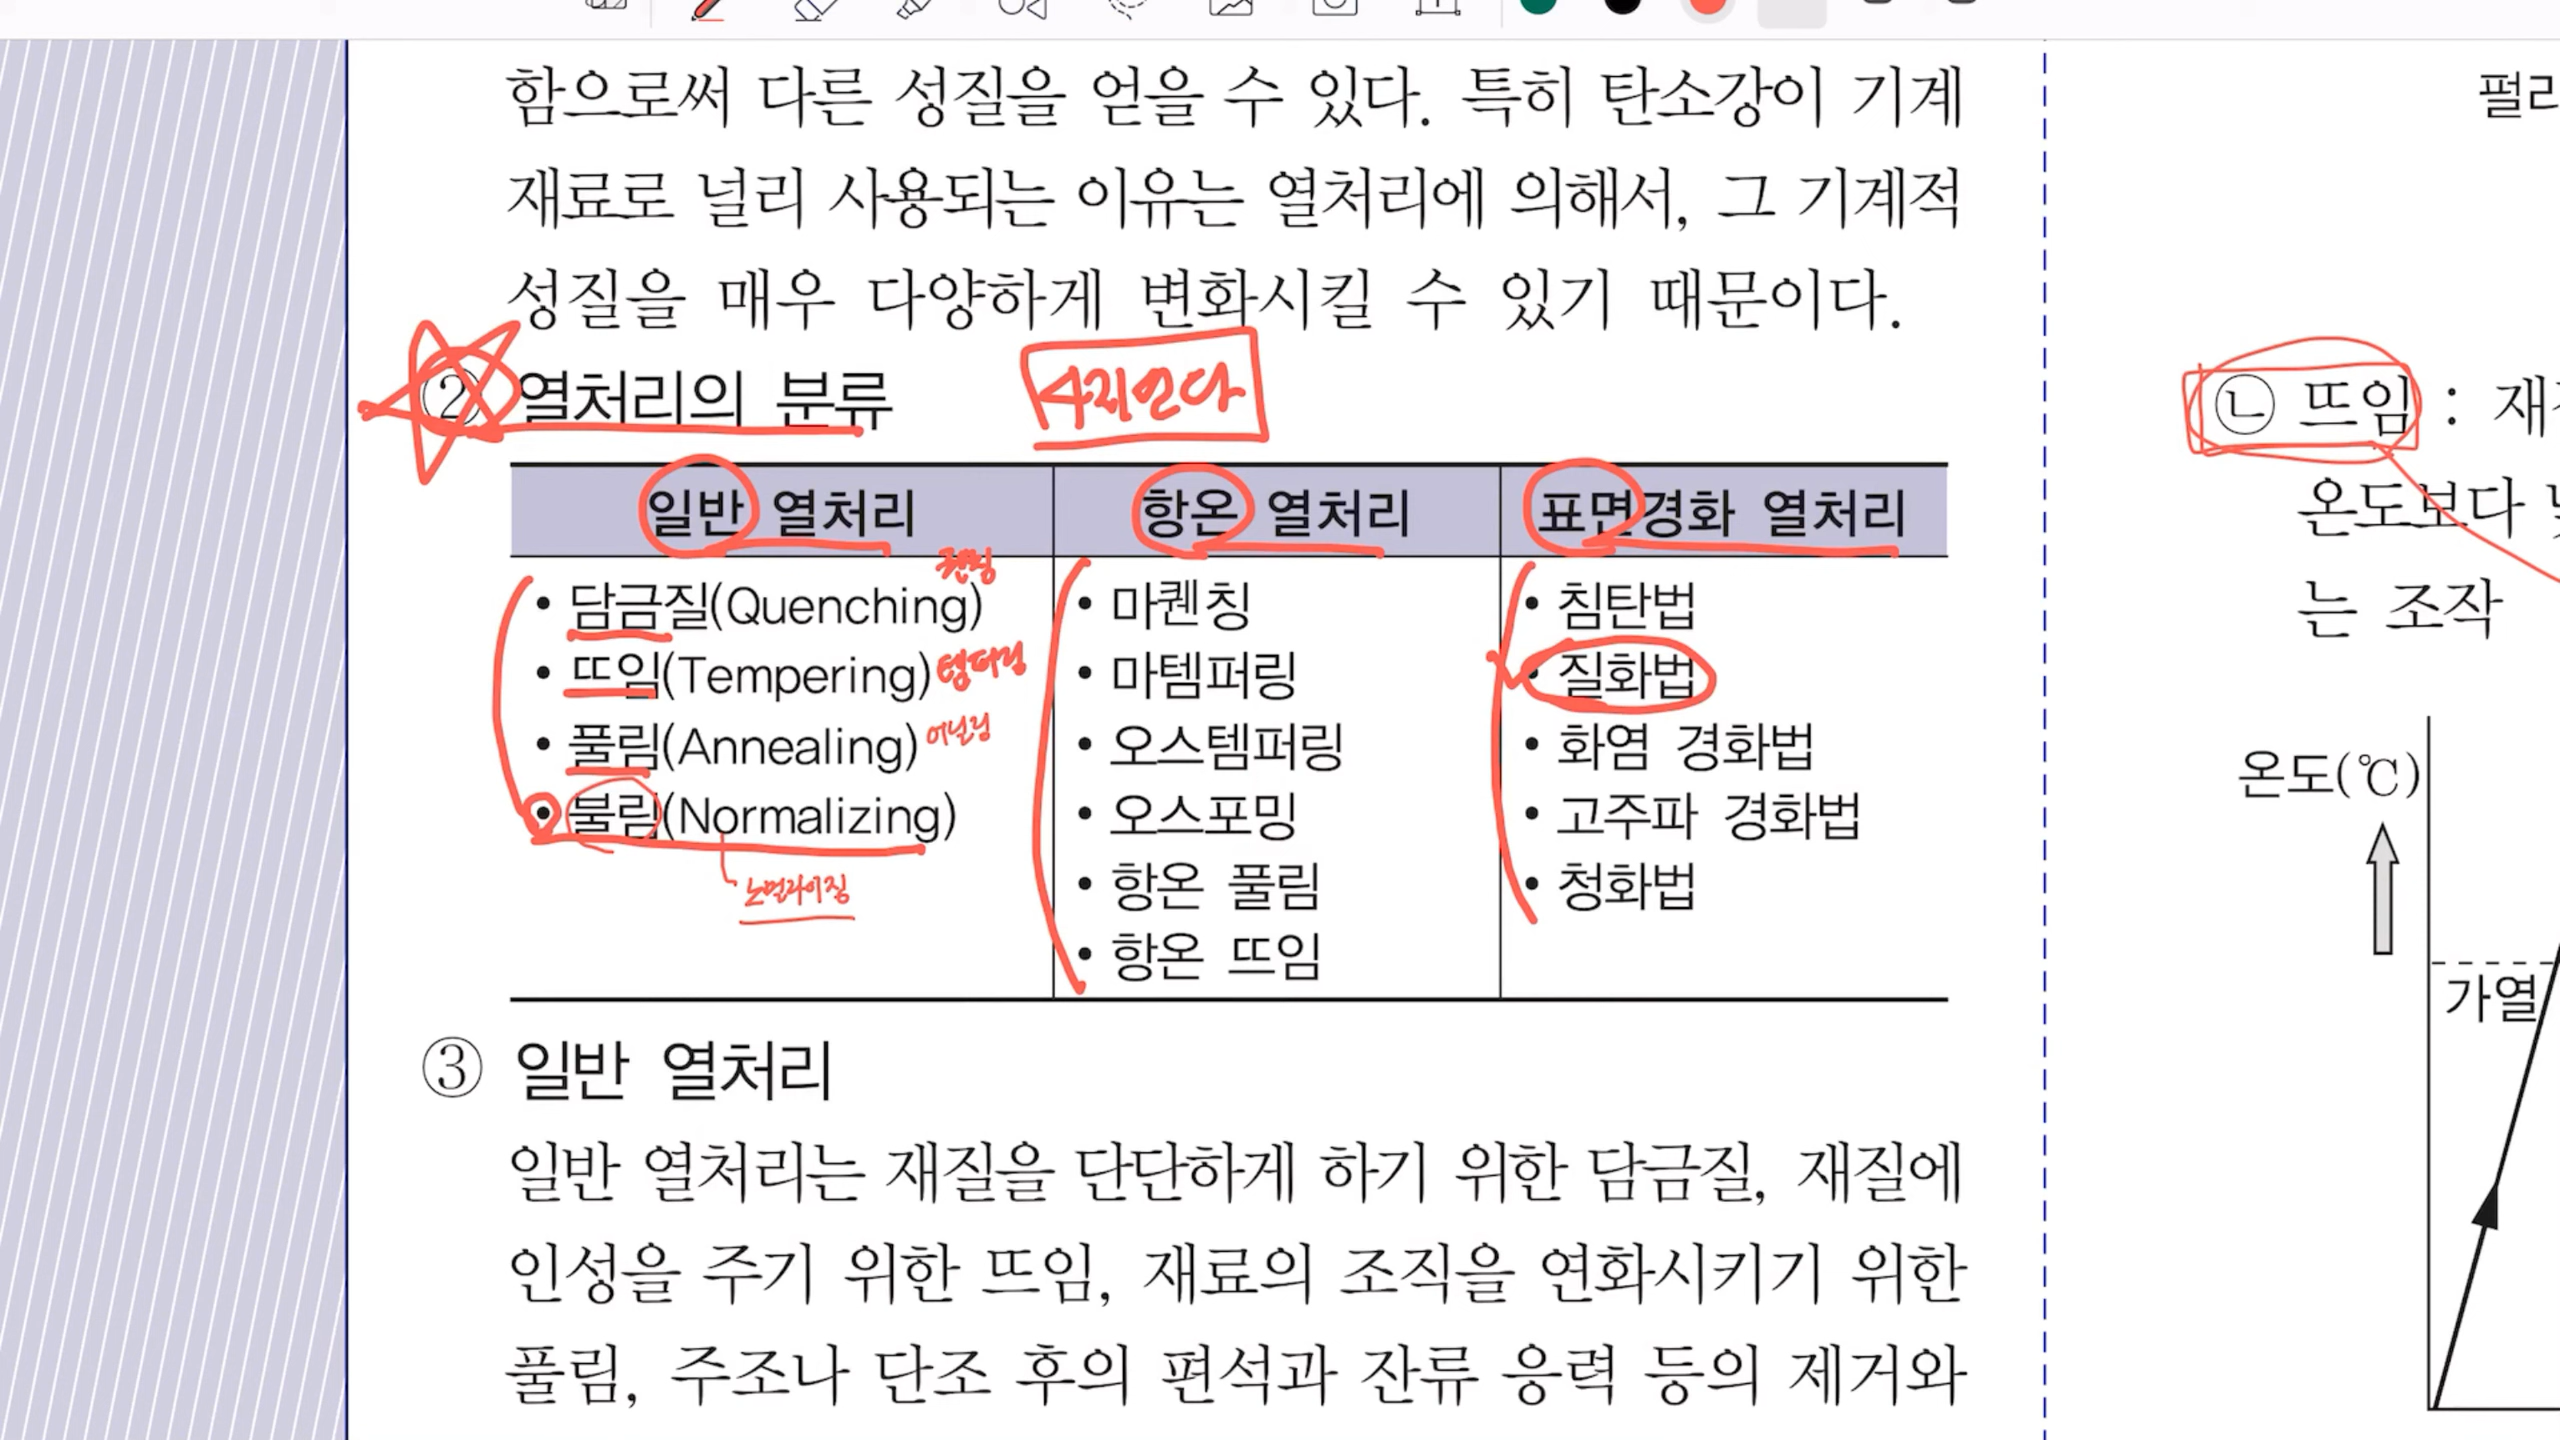 함으로써 다른 성질을 얻을 수 있다. 특히 탄소강이 기계
재료로 널리 사용되는 이유는 열처리에 의해서, 그 기계적
성질을 매우 다양하게 변화시킬 수 있기 때문이다.
② 열처리의 분류
일반 열처리 항온 열처리 표면경화 열처리
퀜칭
• 담금질(Quenching) • 마퀜칭 • 침탄법
• 뜨임(Tempering) 템퍼링 • 마템퍼링 • 질화법
• 풀림(Annealing) 어닐링 • 오스템퍼링 • 화염 경화법
• 불림(Normalizing) • 오스포밍 • 고주파 경화법
노멀라이징 • 항온 풀림 • 청화법
• 항온 뜨임
③ 일반 열처리
일반 열처리는 재질을 단단하게 하기 위한 담금질, 재질에
인성을 주기 위한 뜨임, 재료의 조직을 연화시키기 위한
풀림, 주조나 단조 후의 편석과 잔류 응력 등의 제거와
펄리
㉡ 뜨임 : 재
온도보다
는 조작
온도(℃)
가열